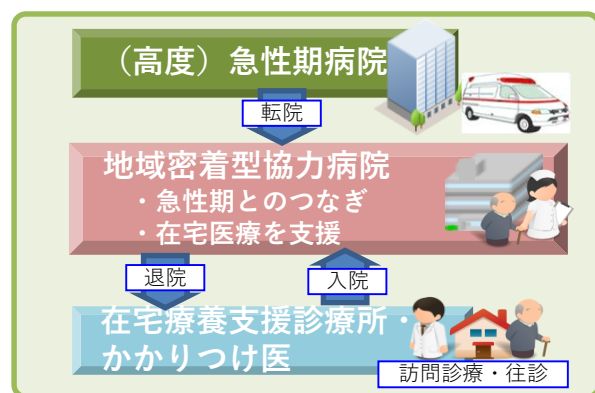 （高度）急性期病院
転院
地域密着型協力病院
・急性期とのつなぎ
・在宅医療を支援
退院
入院
在宅療養支援診療所・
かかりつけ医
訪問診療・往診